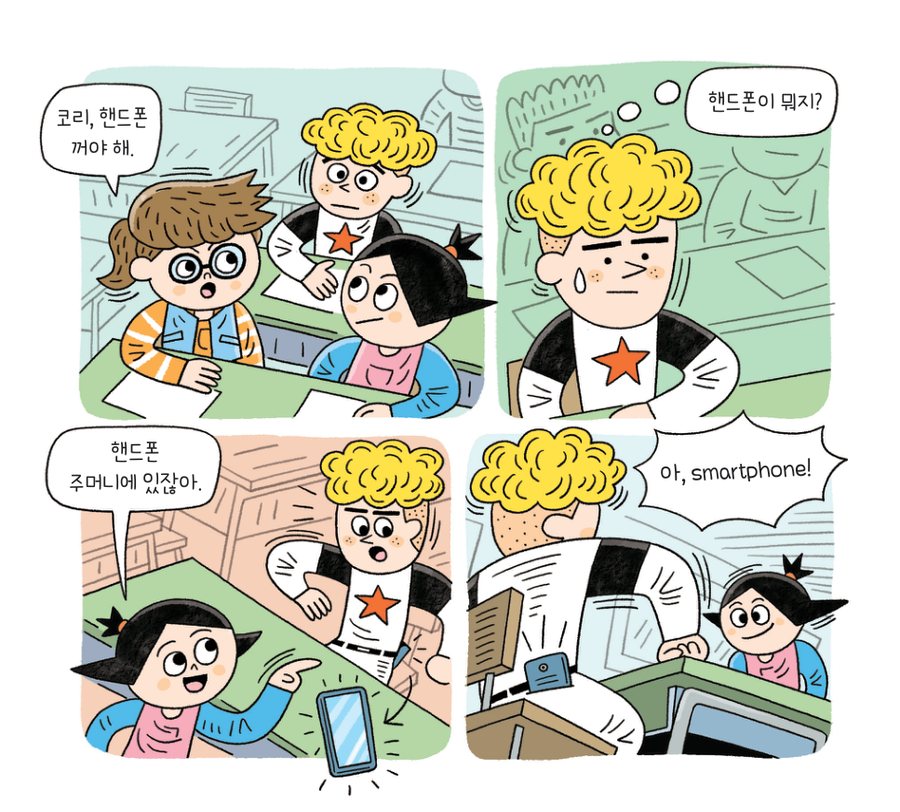 코리, 핸드폰
꺼야 해.
핸드폰이 뭐지?
핸드폰
주머니에 있잖아.
아, smartphone!